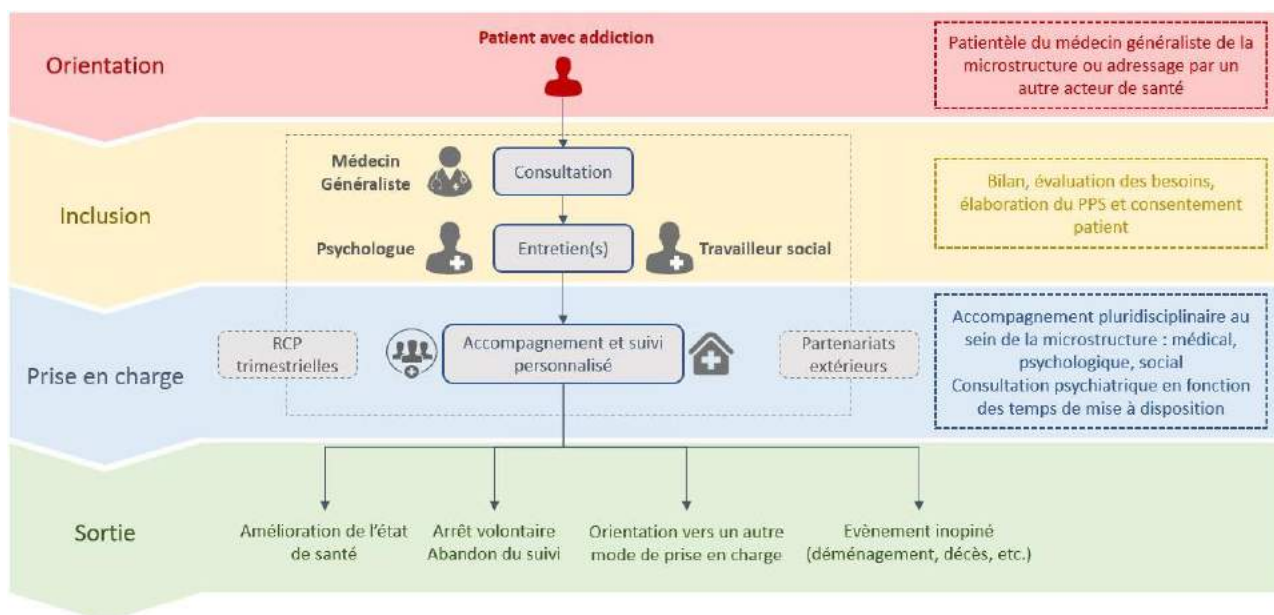 Orientation
Patient avec addiction
Patientèle du médecin généraliste de la
microstructure ou adressage par un
autre acteur de santé
Inclusion
Médecin
Généraliste
Consultation
Psychologue
Entretien(s)
Travailleur social
Bilan, évaluation des besoins,
élaboration du PPS et consentement
patient
Prise en charge
RCP
trimestrielles
Accompagnement et suivi
personnalisé
Partenariats
extérieurs
Accompagnement pluridisciplinaire au
sein de la microstructure : médical,
psychologique, social
Consultation psychiatrique en fonction
des temps de mise à disposition
Sortie
Amélioration de l'état
de santé
Arrêt volontaire
Abandon du suivi
Orientation vers un autre
mode de prise en charge
Evènement inopiné
(déménagement, décès, etc.)